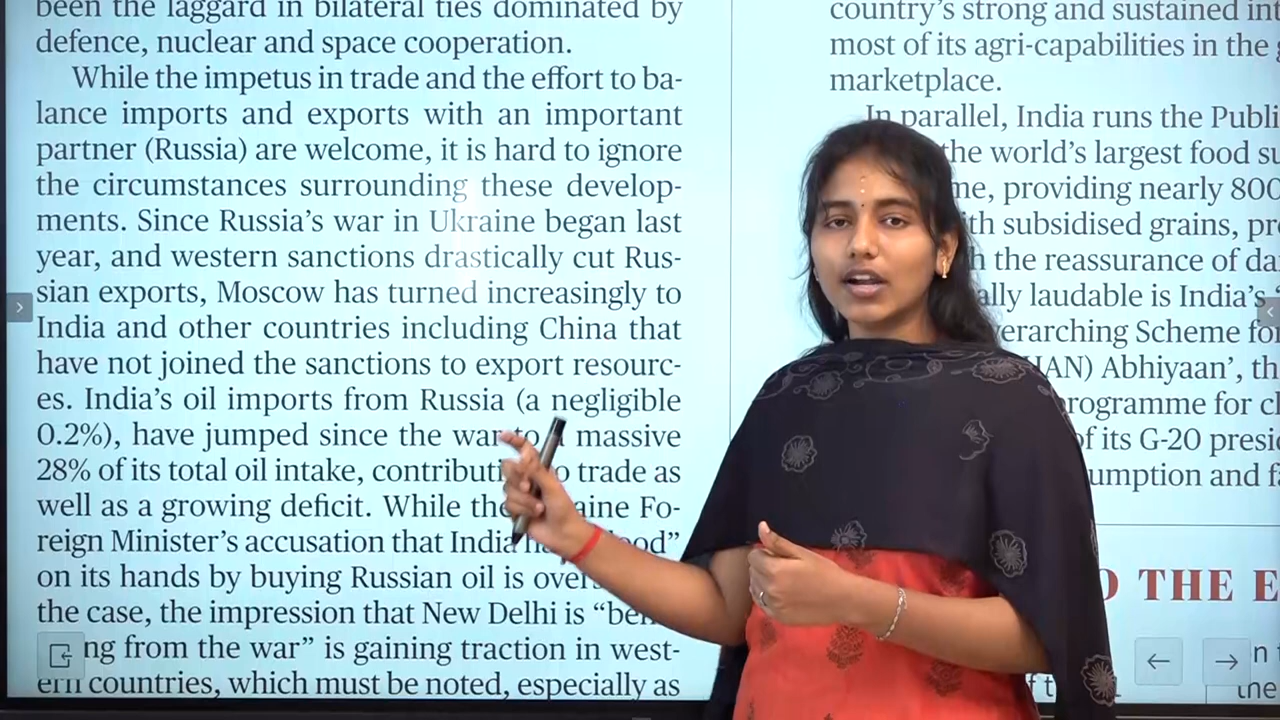 been the laggard in bilateral ties dominated by
defence, nuclear and space cooperation.
While the impetus in trade and the effort to ba-
lance imports and exports with an important
partner (Russia) are welcome, it is hard to ignore
the circumstances surrounding these develop-
ments. Since Russia's war in Ukraine began last
year, and western sanctions drastically cut Rus-
sian exports, Moscow has turned increasingly to
India and other countries including China that
have not joined the sanctions to export resourc-
es. India's oil imports from Russia (a negligible
0.2%), have jumped since the war to massive
28% of its total oil intake, trade as
well as a growing deficit. While Fo-
reign Minister's accusation that India
on its hands by buying Russian oil is
the case, the impression that New Delhi is
ng from the war" is gaining traction in west-
ern countries, which must be noted, especially as
country's strong and sustained
most of its agri-capabilities in the
marketplace.
In parallel, India runs the
the world's largest food
providing nearly 800
subsidised grains,
the reassurance of
laudable is India's
Scheme for
Abhiyaan',
of its G-20
THE